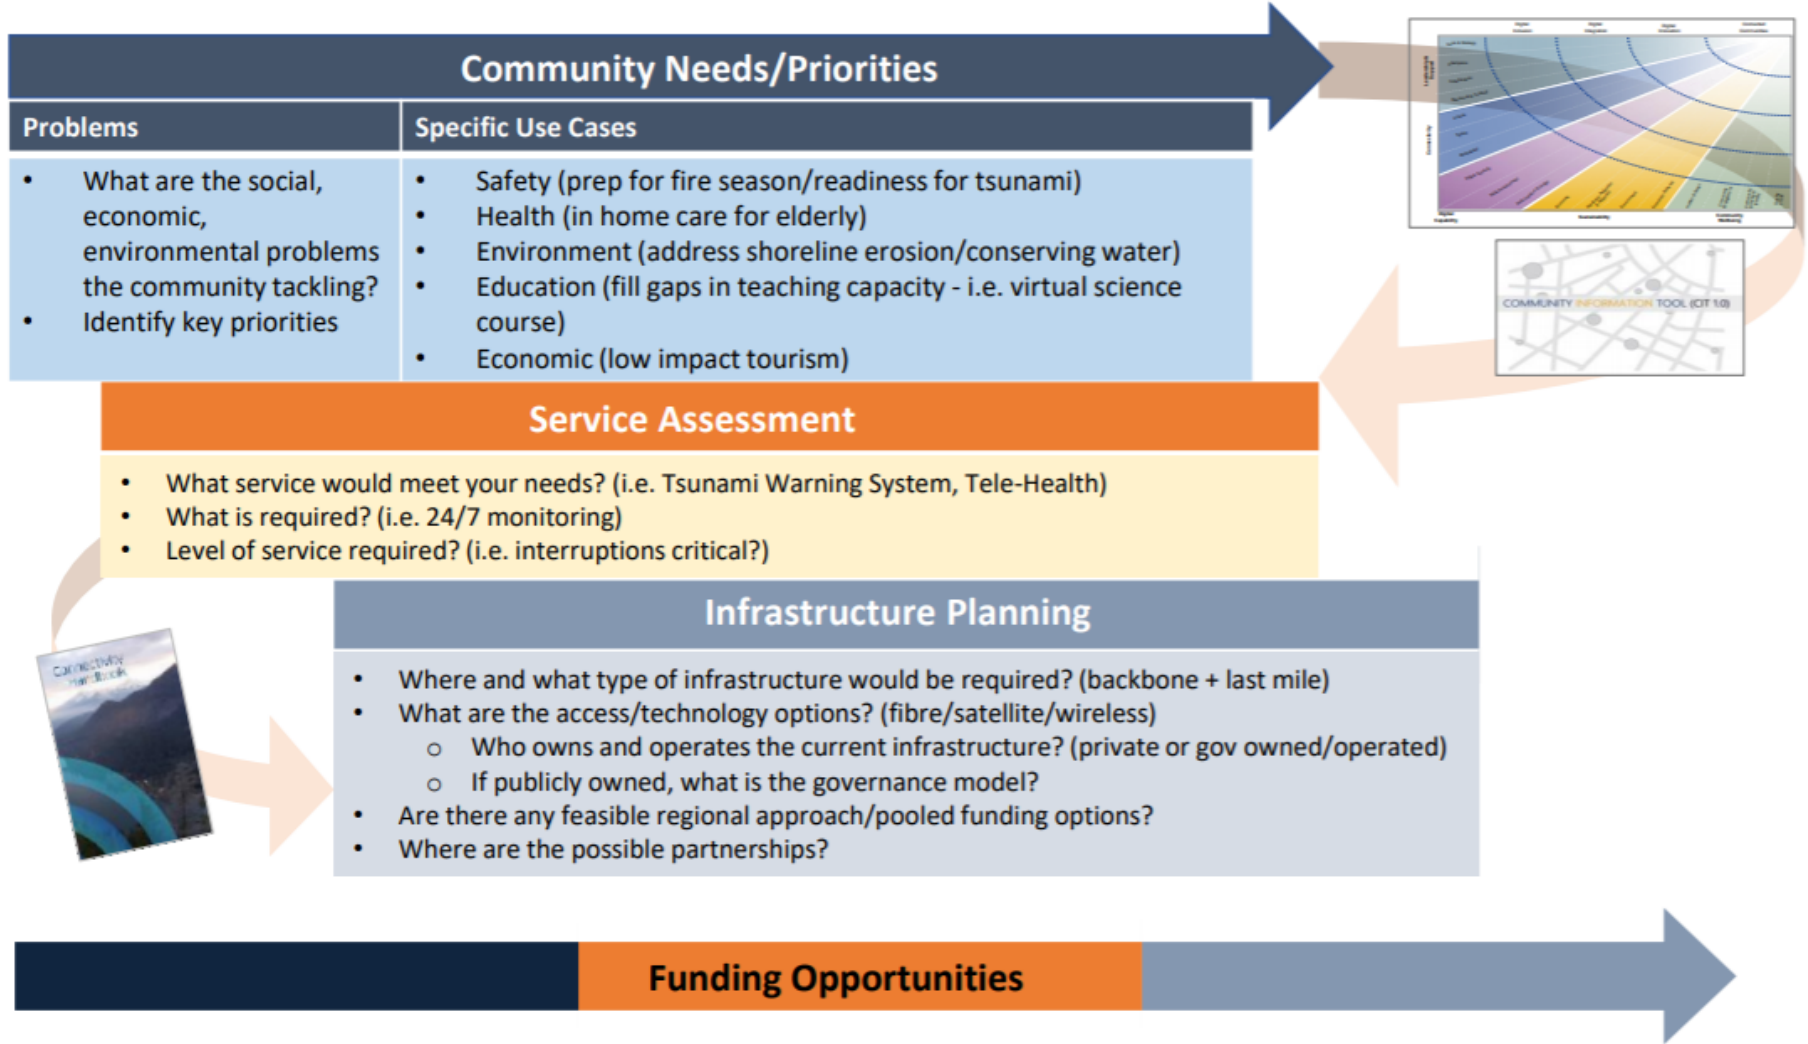 Community Needs/Priorities
Problems
Specific Use Cases
• What are the social,
economic,
environmental problems
the community tackling?
• Identify key priorities
• Safety (prep for fire season/readiness for tsunami)
• Health (in home care for elderly)
• Environment (address shoreline erosion/conserving water)
• Education (fill gaps in teaching capacity - i.e. virtual science
course)
• Economic (low impact tourism)
COMMUNITY INFORMATION TOOL (CIT 1.0)
Service Assessment
• What service would meet your needs? (i.e. Tsunami Warning System, Tele-Health)
• What is required? (i.e. 24/7 monitoring)
• Level of service required? (i.e. interruptions critical?)
Connectivity
Handbook
Infrastructure Planning
• Where and what type of infrastructure would be required? (backbone + last mile)
• What are the access/technology options? (fibre/satellite/wireless)
o Who owns and operates the current infrastructure? (private or gov owned/operated)
o If publicly owned, what is the governance model?
• Are there any feasible regional approach/pooled funding options?
• Where are the possible partnerships?
Funding Opportunities